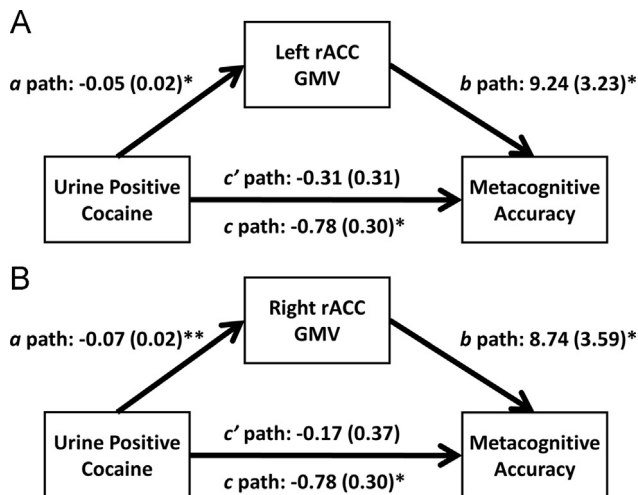 A
Left rACC
GMV
a path: -0.05 (0.02)*
b path: 9.24 (3.23)*
Urine Positive
Cocaine
c’ path: -0.31 (0.31)
c path: -0.78 (0.30)*
Metacognitive
Accuracy
B
Right rACC
GMV
a path: -0.07 (0.02)**
b path: 8.74 (3.59)*
Urine Positive
Cocaine
c’ path: -0.17 (0.37)
c path: -0.78 (0.30)*
Metacognitive
Accuracy